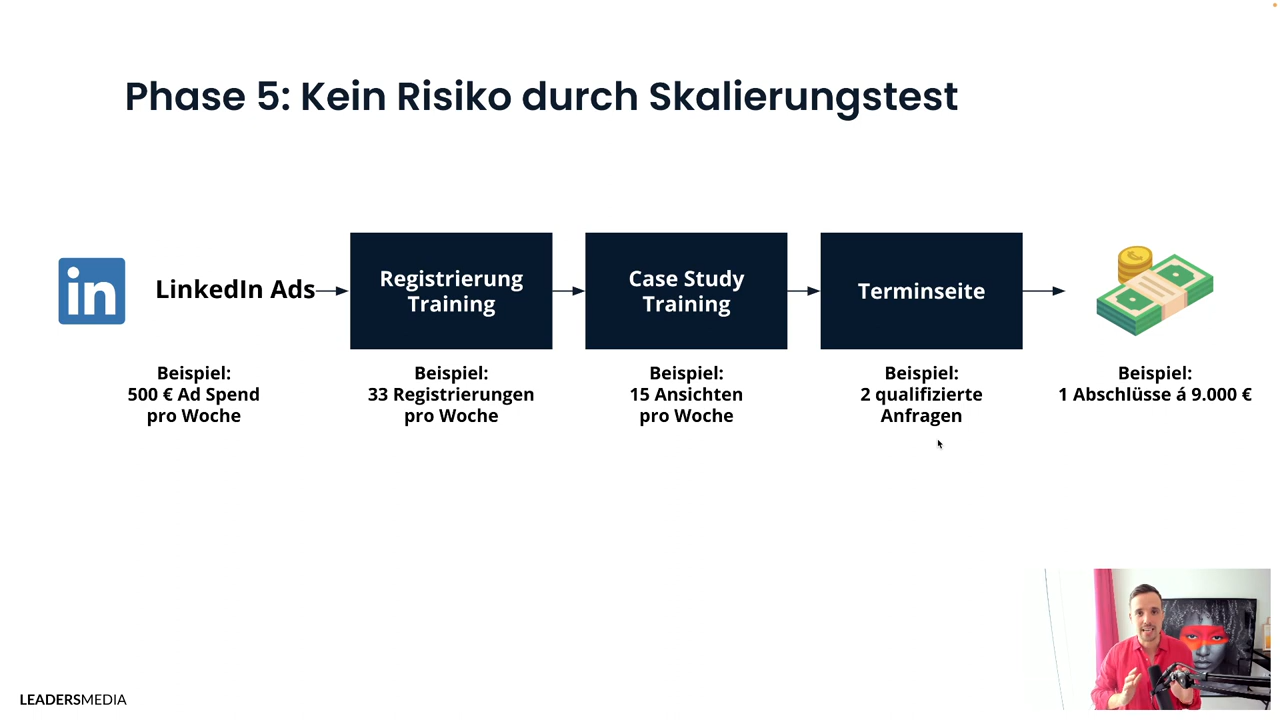 Phase 5: Kein Risiko durch Skalierungstest
in
LinkedIn Ads
Registrierung
Training
Case Study
Training
Terminseite
Beispiel:
500 € Ad Spend
pro Woche
Beispiel:
33 Registrierungen
pro Woche
Beispiel:
15 Ansichten
pro Woche
Beispiel:
2 qualifizierte
Anfragen
Beispiel:
1 Abschlüsse á 9.000 €
LEADERSMEDIA